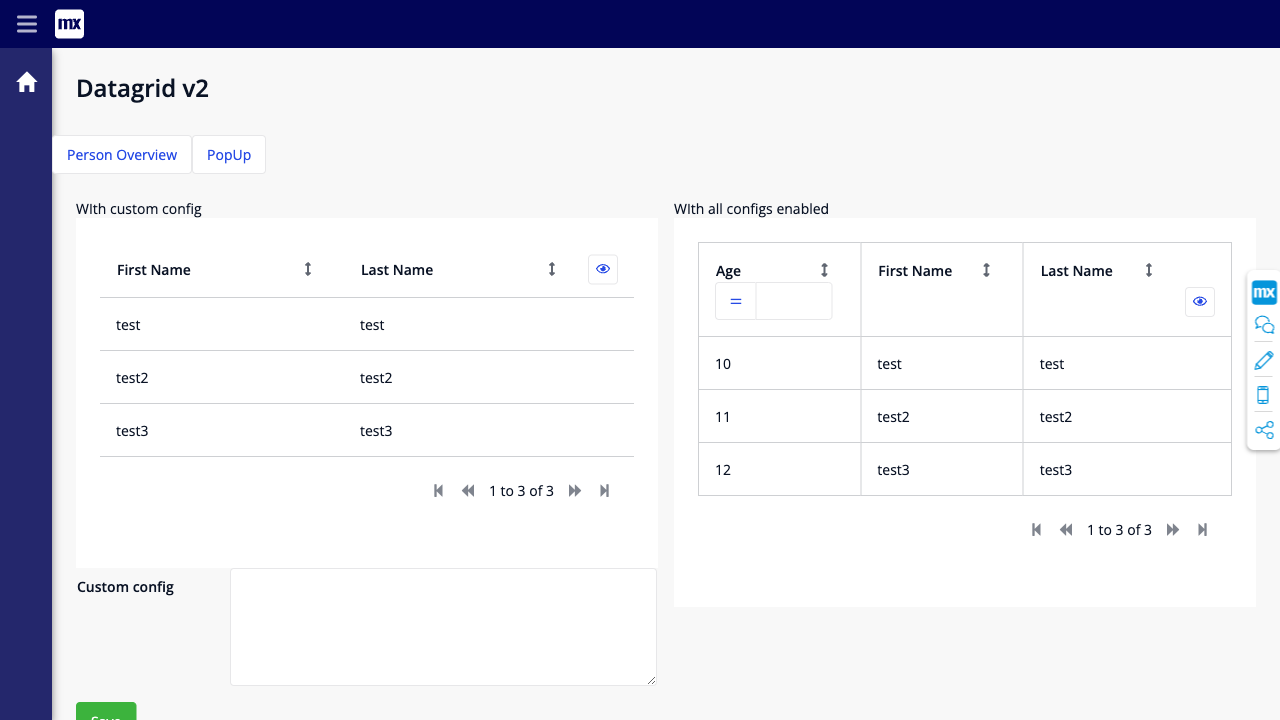 mx
Datagrid v2
Person Overview
PopUp
WIth custom config
First Name
Last Name
test
test
test2
test2
test3
test3
1 to 3 of 3
Custom config
Save
WIth all configs enabled
Age
First Name
Last Name
=
10
test
test
11
test2
test2
12
test3
test3
1 to 3 of 3
mx